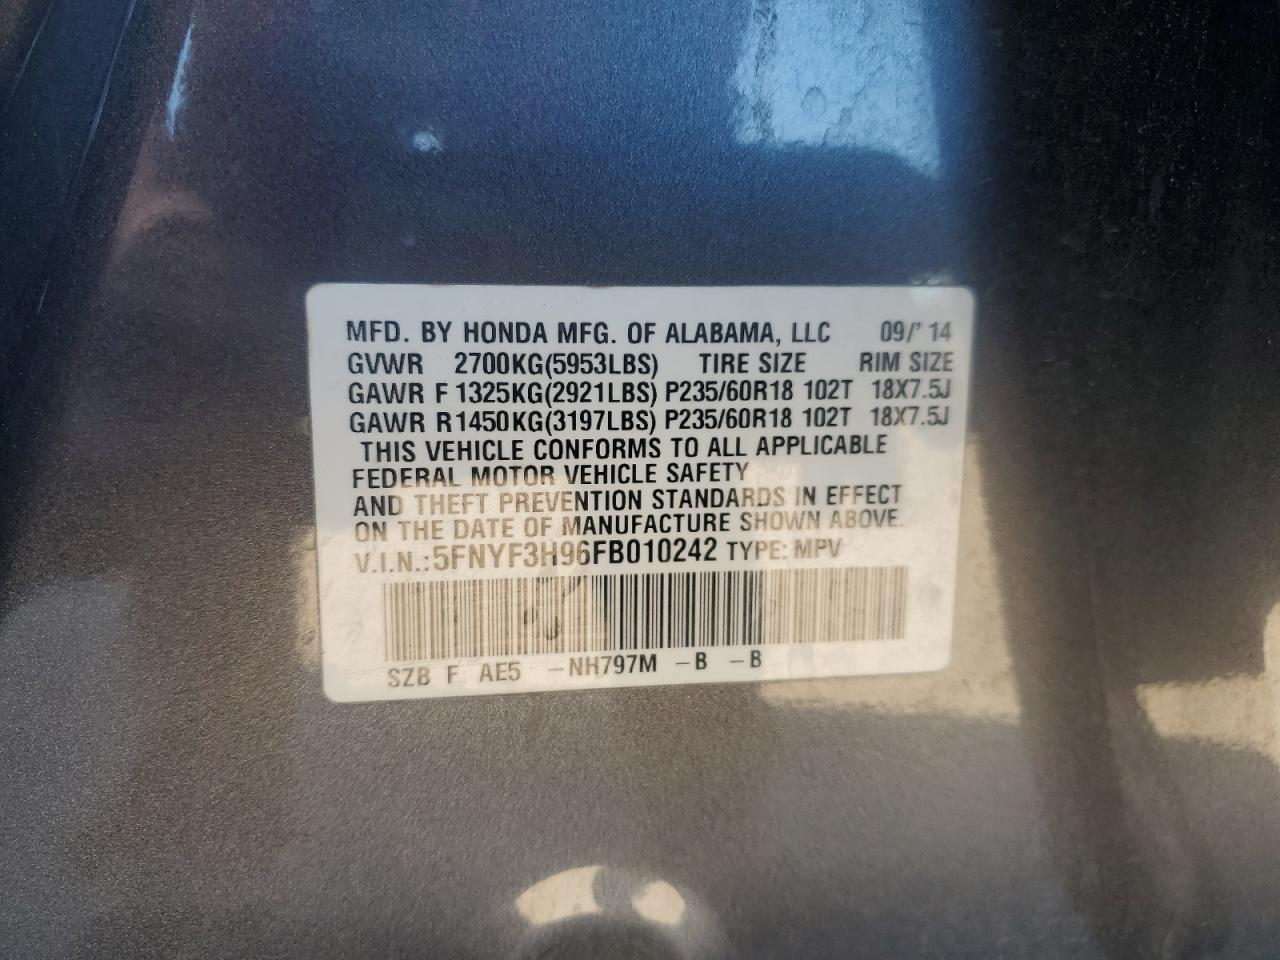 MFD. BY HONDA MFG. OF ALABAMA, LLC 09/' 14
GVWR 2700KG(5953LBS) TIRE SIZE RIM SIZE
GAWR F 1325KG(2921LBS) P235/60R18 102T 18X7.5J
GAWR R1450KG(3197LBS) P235/60R18 102T 18X7.5J
THIS VEHICLE CONFORMS TO ALL APPLICABLE
FEDERAL MOTOR VEHICLE SAFETY
AND THEFT PREVENTION STANDARDS IN EFFECT
ON THE DATE OF MANUFACTURE SHOWN ABOVE.
V.I.N.:5FNYF3H96FB010242 TYPE: MPV
SZB F AE5 -NH797M -B -B